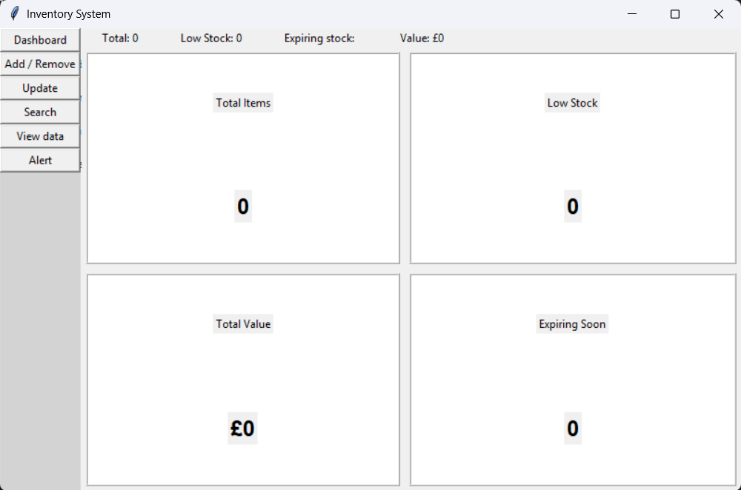 Inventory System
Dashboard
Total: 0 Low Stock: 0 Expiring stock: Value: £0
Add / Remove
Update
Search
View data
Alert
Total Items
0
Low Stock
0
Total Value
£0
Expiring Soon
0